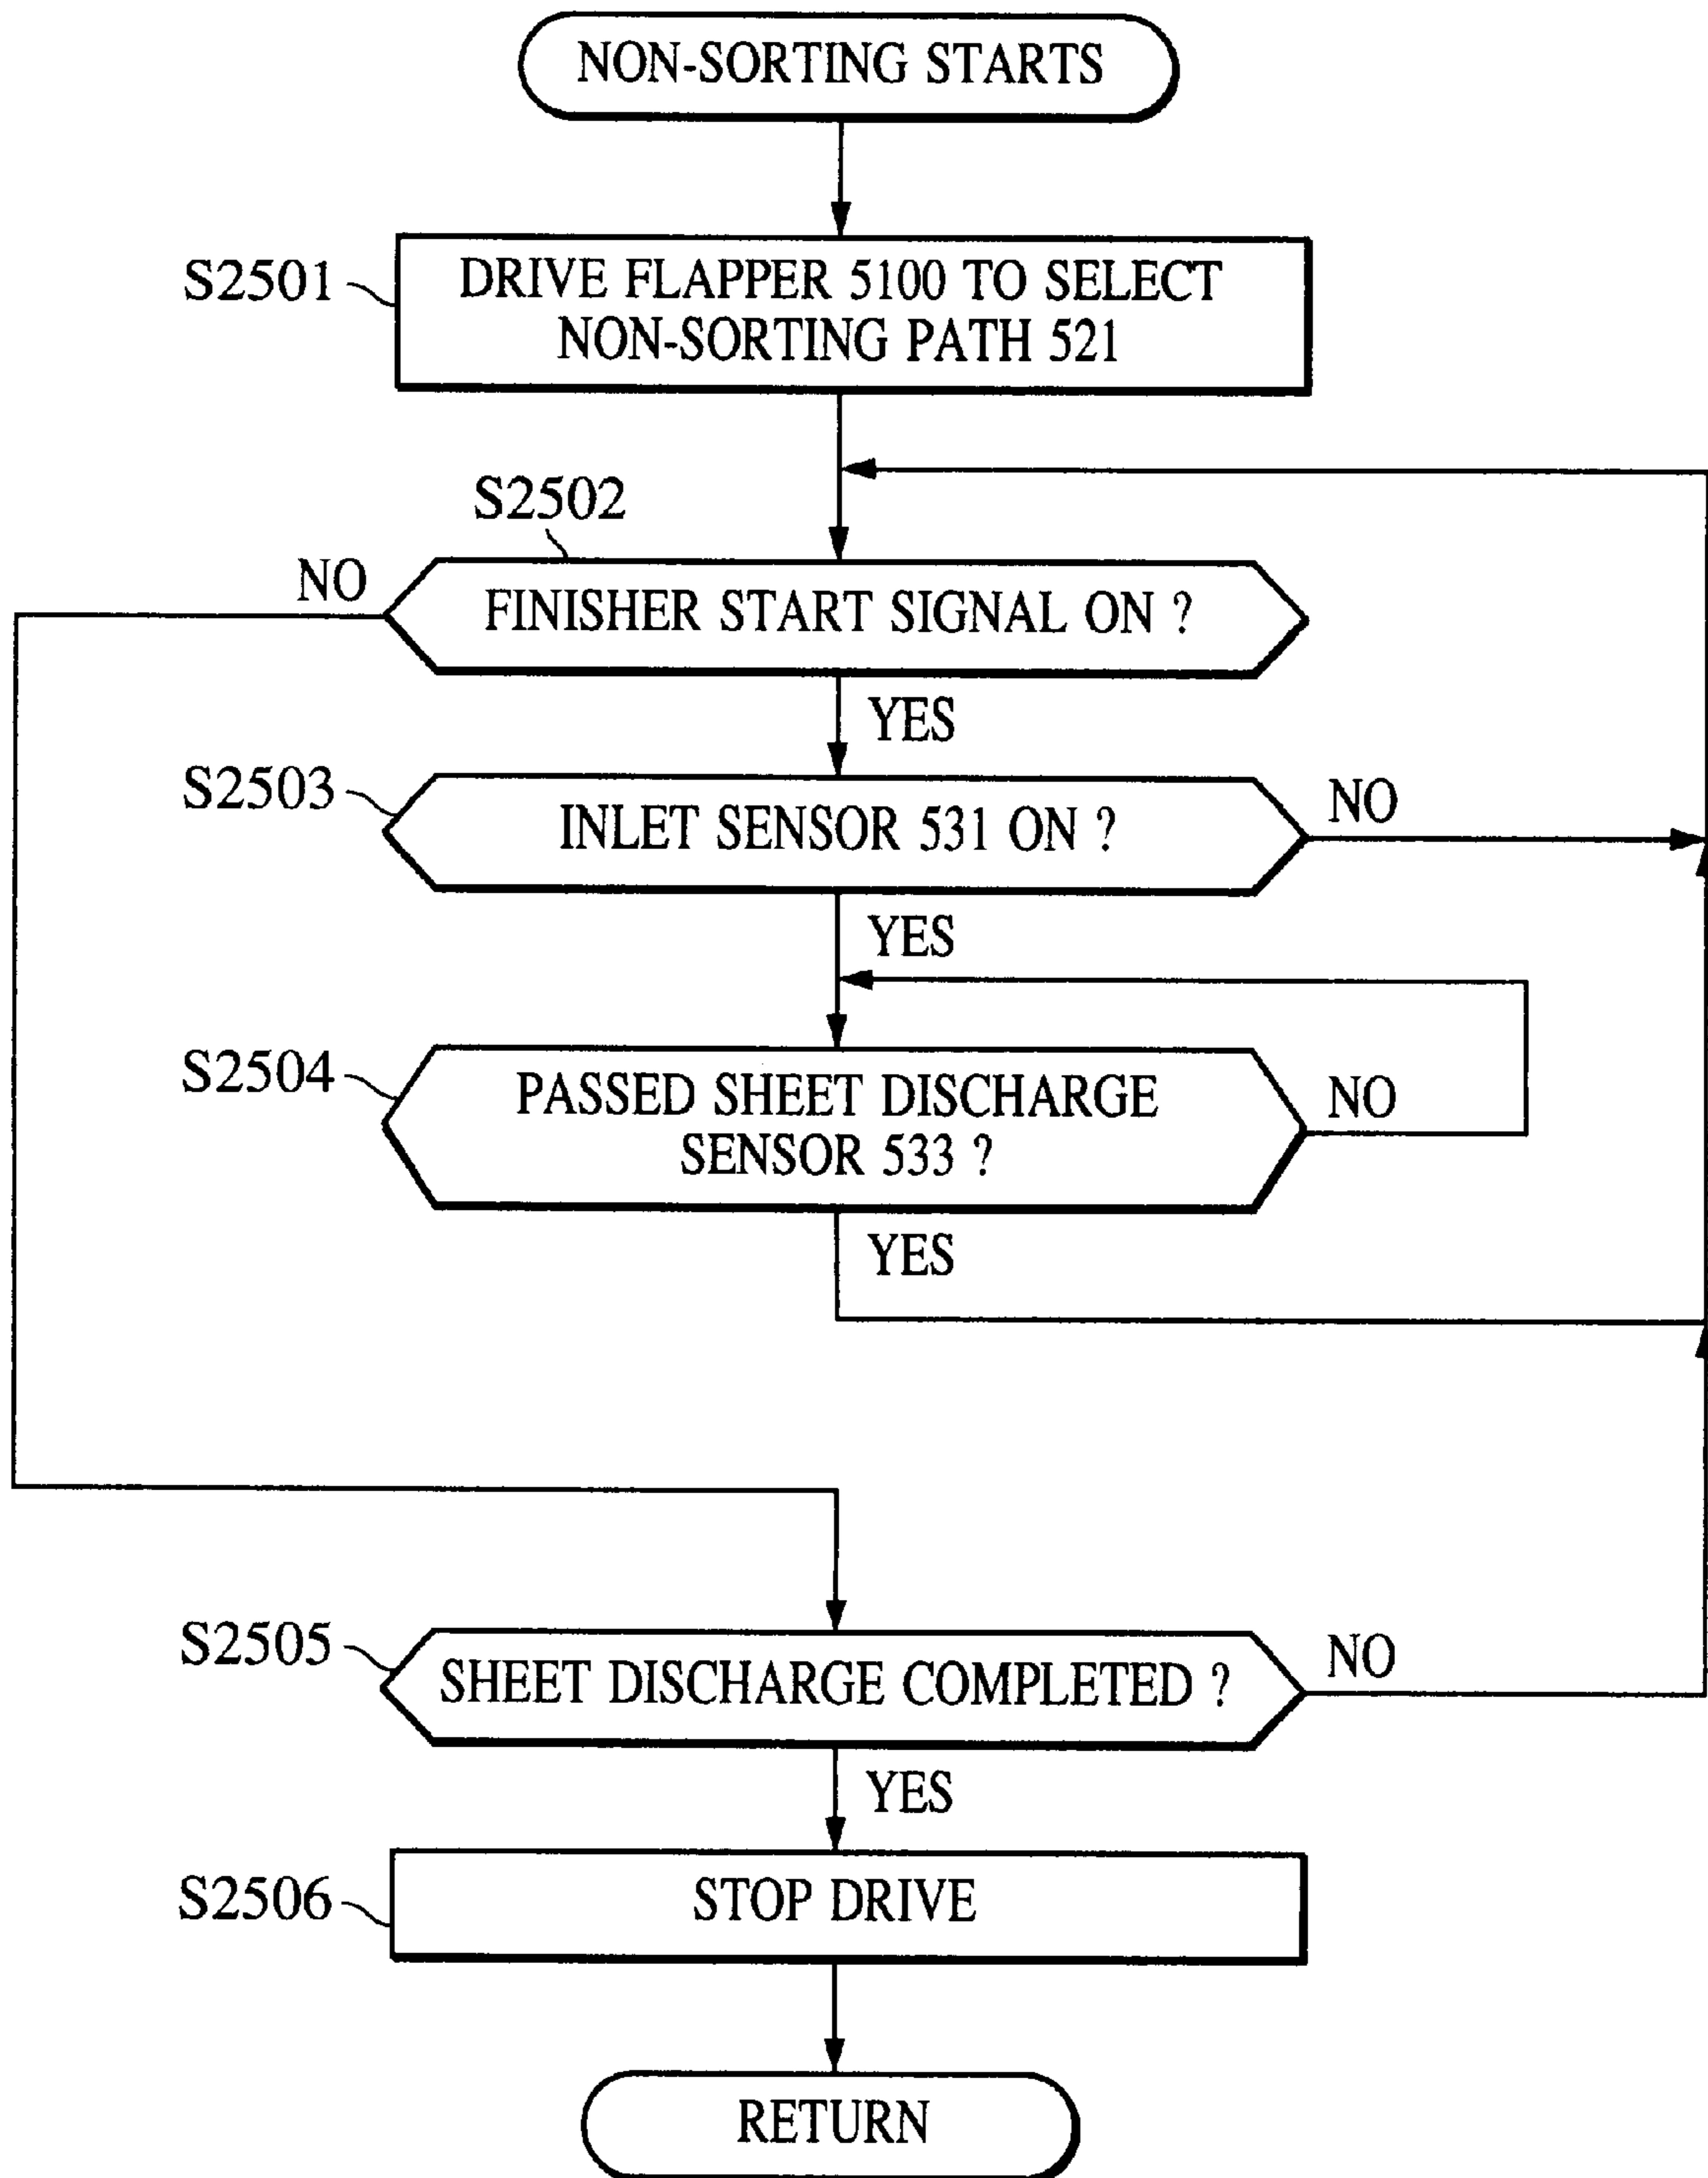 NON-SORTING STARTS
S2501
DRIVE FLAPPER 5100 TO SELECT
NON-SORTING PATH 521
S2502
NO
FINISHER START SIGNAL ON ?
YES
S2503
INLET SENSOR 531 ON ?
NO
YES
S2504
PASSED SHEET DISCHARGE
SENSOR 533 ?
NO
YES
S2505
SHEET DISCHARGE COMPLETED ?
NO
YES
S2506
STOP DRIVE
RETURN